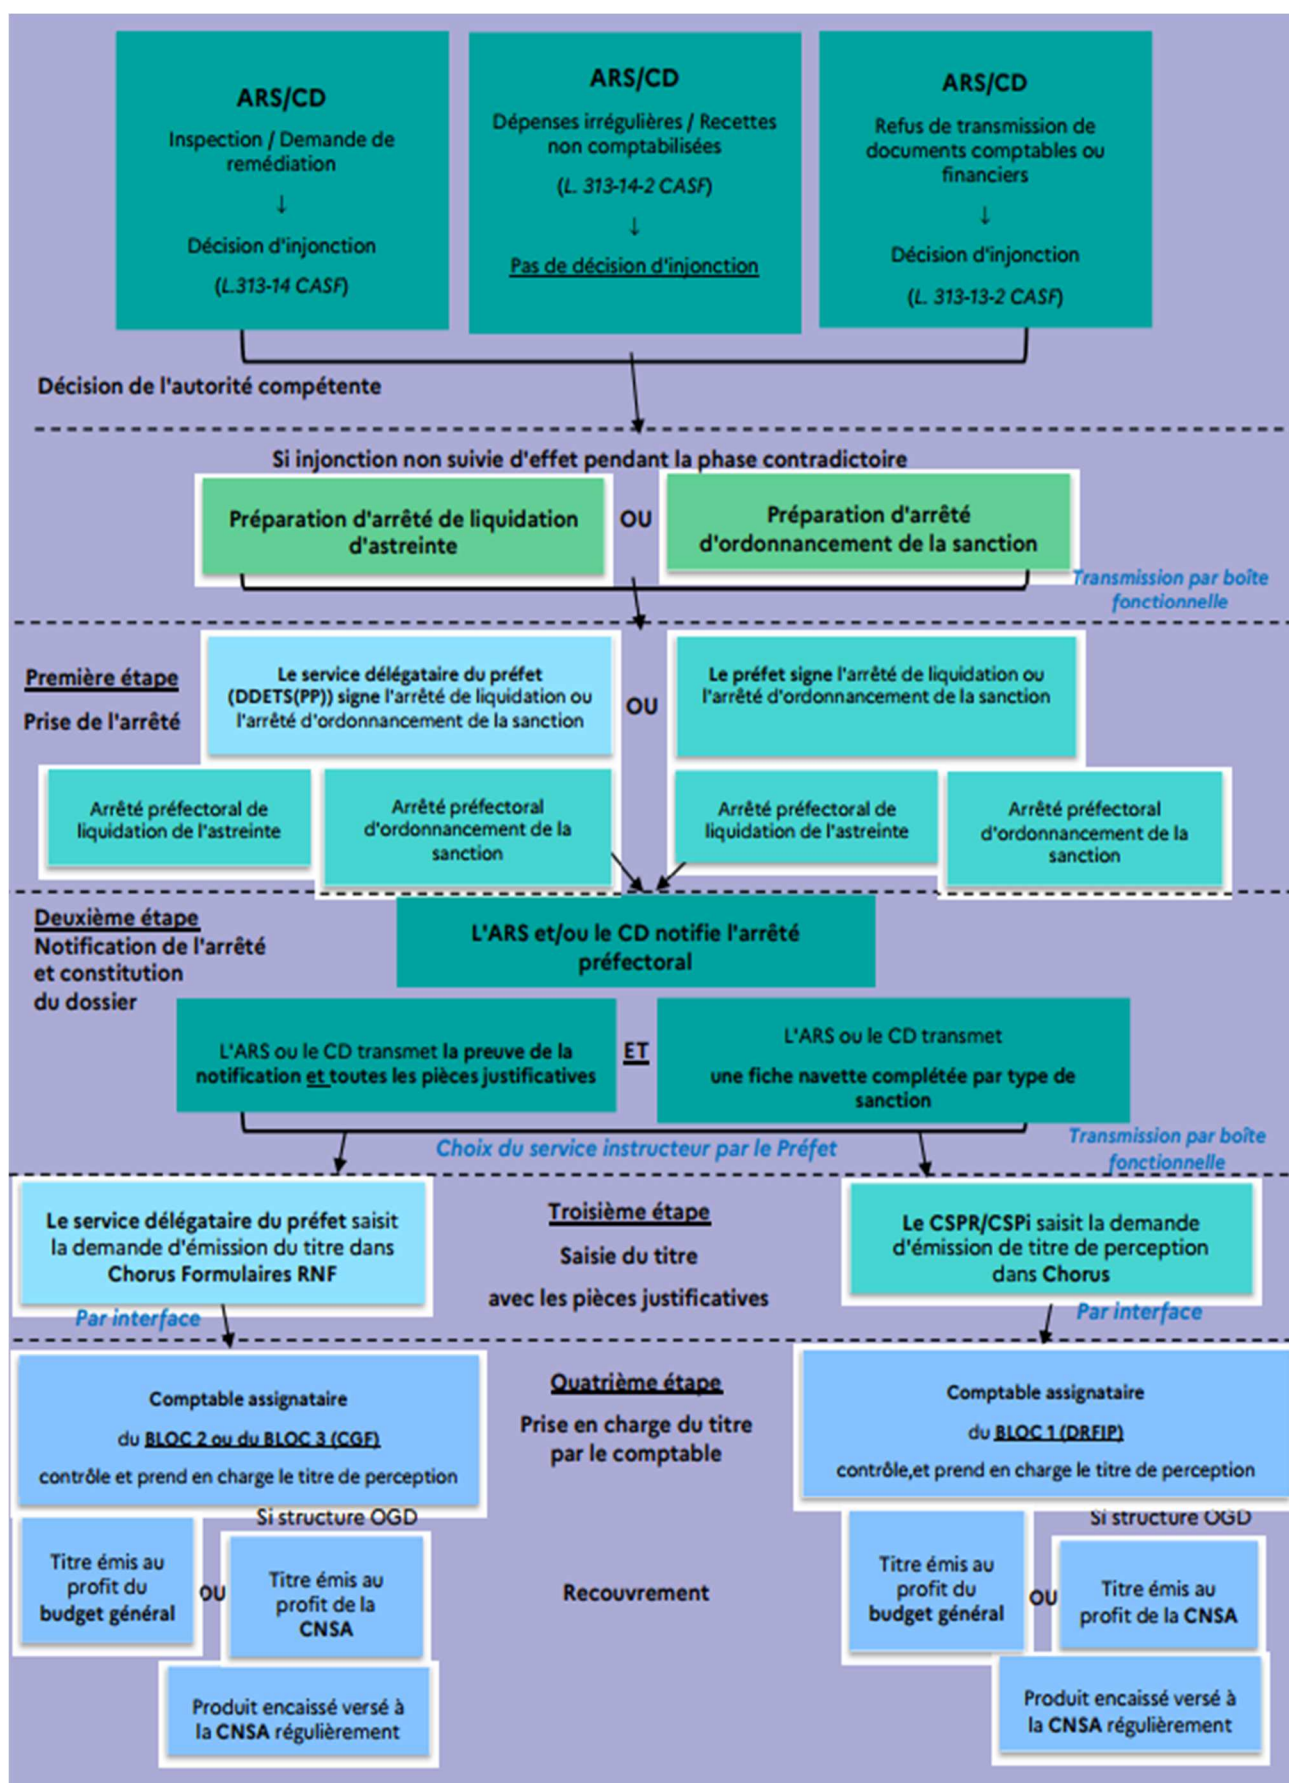 ARS/CD
Inspection / Demande de
remédiation
↓
Décision d'injonction
(L.313-14 CASF)
ARS/CD
Dépenses irrégulières / Recettes
non comptabilisées
(L. 313-14-2 CASF)
↓
Pas de décision d'injonction
ARS/CD
Refus de transmission de
documents comptables ou
financiers
↓
Décision d'injonction
(L. 313-13-2 CASF)
Décision de l'autorité compétente
Si injonction non suivie d'effet pendant la phase contradictoire
Préparation d'arrêté de liquidation
d'astreinte
OU
Préparation d'arrêté
d'ordonnancement de la sanction
Transmission par boîte
fonctionnelle
Première étape
Prise de l'arrêté
Le service délégataire du préfet
(DDETS(PP)) signe l'arrêté de liquidation ou
l'arrêté d'ordonnancement de la sanction
OU
Le préfet signe l'arrêté de liquidation ou
l'arrêté d'ordonnancement de la sanction
Arrêté préfectoral de
liquidation de l'astreinte
Arrêté préfectoral
d'ordonnancement de la
sanction
Arrêté préfectoral de
liquidation de l'astreinte
Arrêté préfectoral
d'ordonnancement de la
sanction
Deuxième étape
Notification de l'arrêté
et constitution
du dossier
L'ARS et/ou le CD notifie l'arrêté
préfectoral
L'ARS ou le CD transmet la preuve de la
notification et toutes les pièces justificatives
ET
L'ARS ou le CD transmet
une fiche navette complétée par type de
sanction
Choix du service instructeur par le Préfet
Transmission par boîte
fonctionnelle
Le service délégataire du préfet saisit
la demande d'émission du titre dans
Chorus Formulaires RNF
Troisième étape
Saisie du titre
avec les pièces justificatives
Le CSPR/CSPi saisit la demande
d'émission de titre de perception
dans Chorus
Par interface
Par interface
Comptable assignataire
du BLOC 2 ou du BLOC 3 (CGF)
contrôle et prend en charge le titre de perception
Quatrième étape
Prise en charge du titre
par le comptable
Comptable assignataire
du BLOC 1 (DRFIP)
contrôle,et prend en charge le titre de perception
Si structure OGD
Titre émis au
profit du
budget général
OU
Titre émis au
profit de la
CNSA
Produit encaissé versé à
la CNSA régulièrement
Recouvrement
Si structure OGD
Titre émis au
profit du
budget général
OU
Titre émis au
profit de la CNSA
Produit encaissé versé à
la CNSA régulièrement